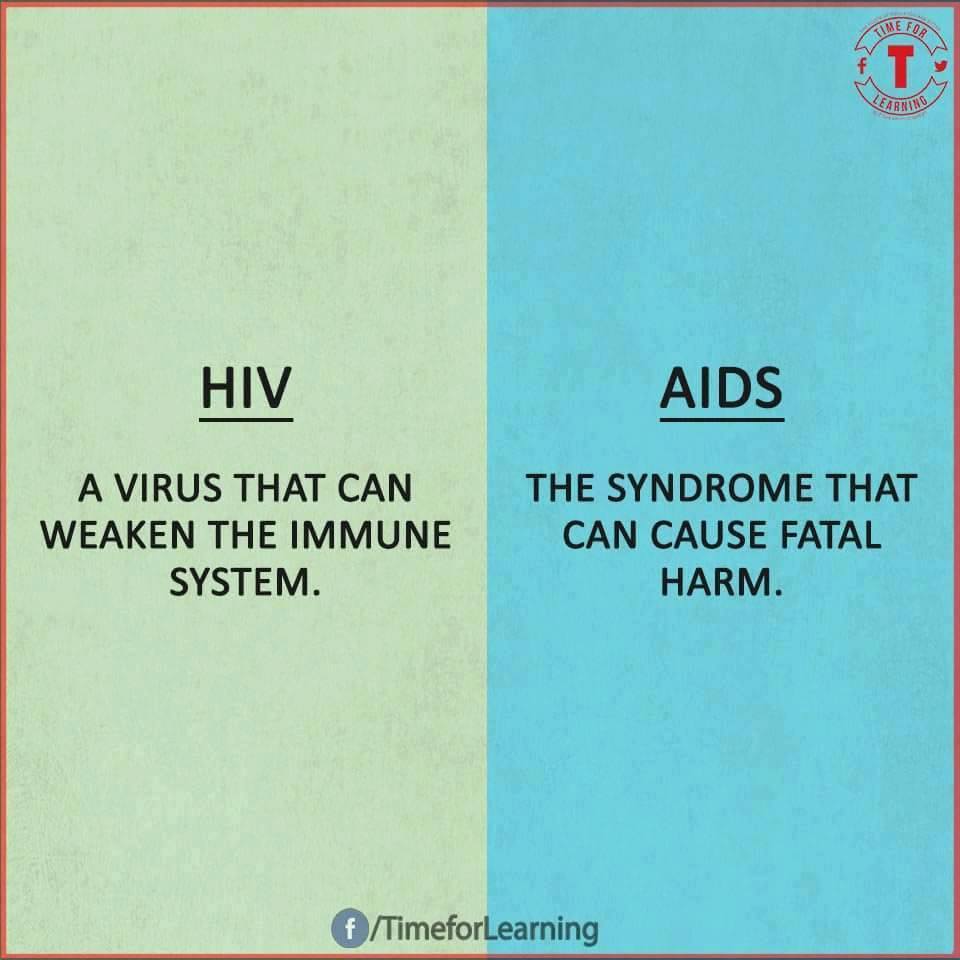 TIME FOR
T
LEARNING
HIV
A VIRUS THAT CAN
WEAKEN THE IMMUNE
SYSTEM.
AIDS
THE SYNDROME THAT
CAN CAUSE FATAL
HARM.
f/TimeforLearning